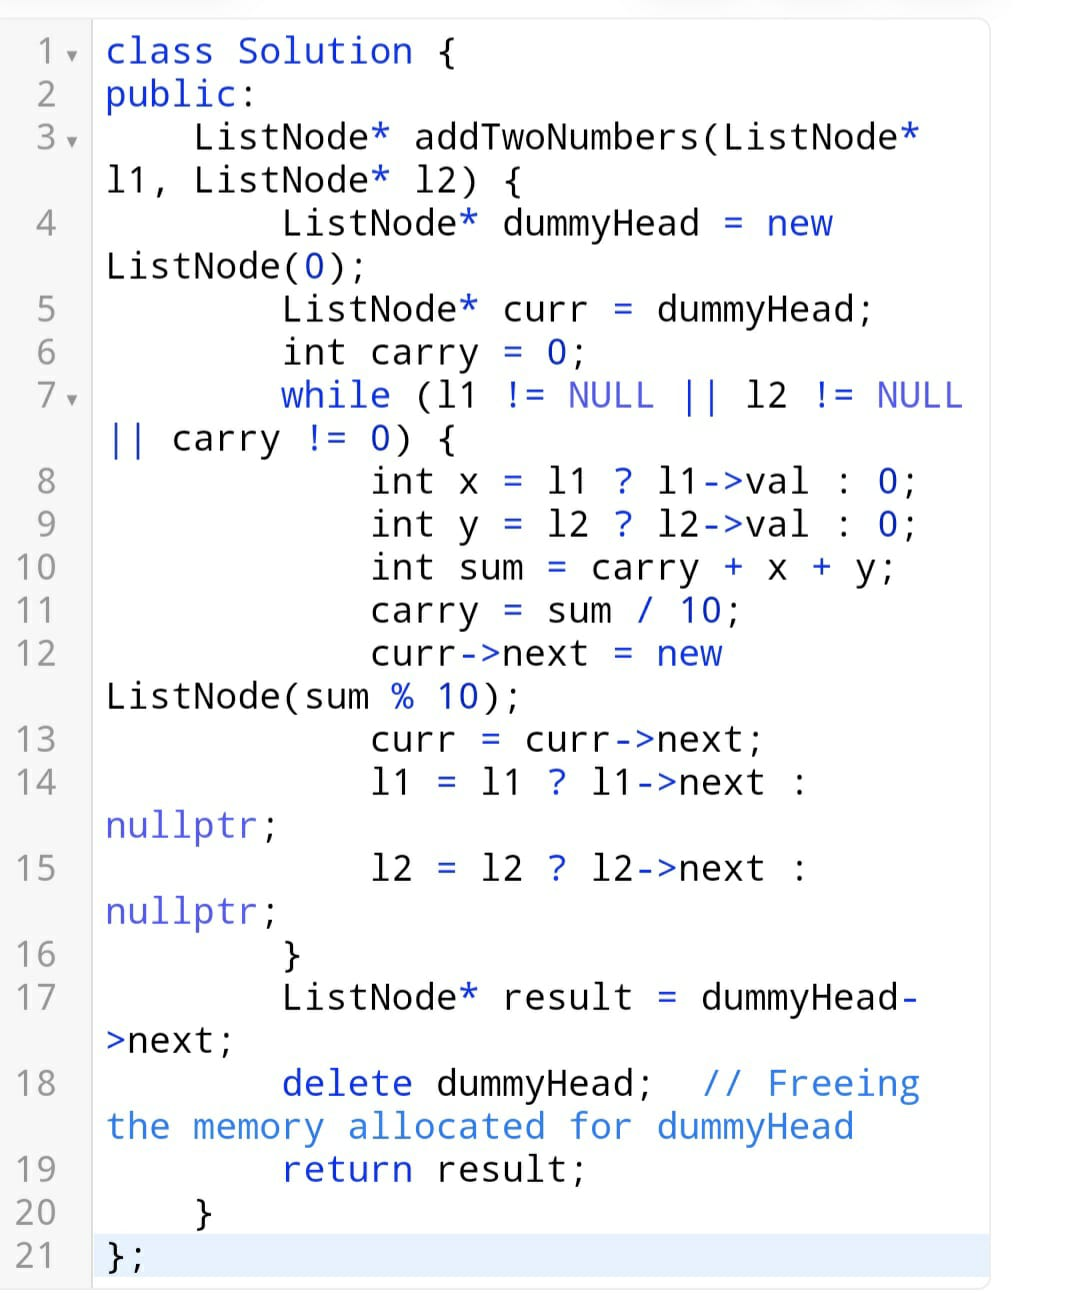 1 class Solution {
2 public:
3     ListNode* addTwoNumbers(ListNode*
l1, ListNode* l2) {
4         ListNode* dummyHead = new
ListNode(0);
5         ListNode* curr = dummyHead;
6         int carry = 0;
7         while (l1 != NULL || l2 != NULL
|| carry != 0) {
8             int x = l1 ? l1->val : 0;
9             int y = l2 ? l2->val : 0;
10             int sum = carry + x + y;
11             carry = sum / 10;
12             curr->next = new
ListNode(sum % 10);
13             curr = curr->next;
14             l1 = l1 ? l1->next :
nullptr;
15             l2 = l2 ? l2->next :
nullptr;
16         }
17         ListNode* result = dummyHead-
>next;
18         delete dummyHead;  // Freeing
the memory allocated for dummyHead
19         return result;
20     }
21 };